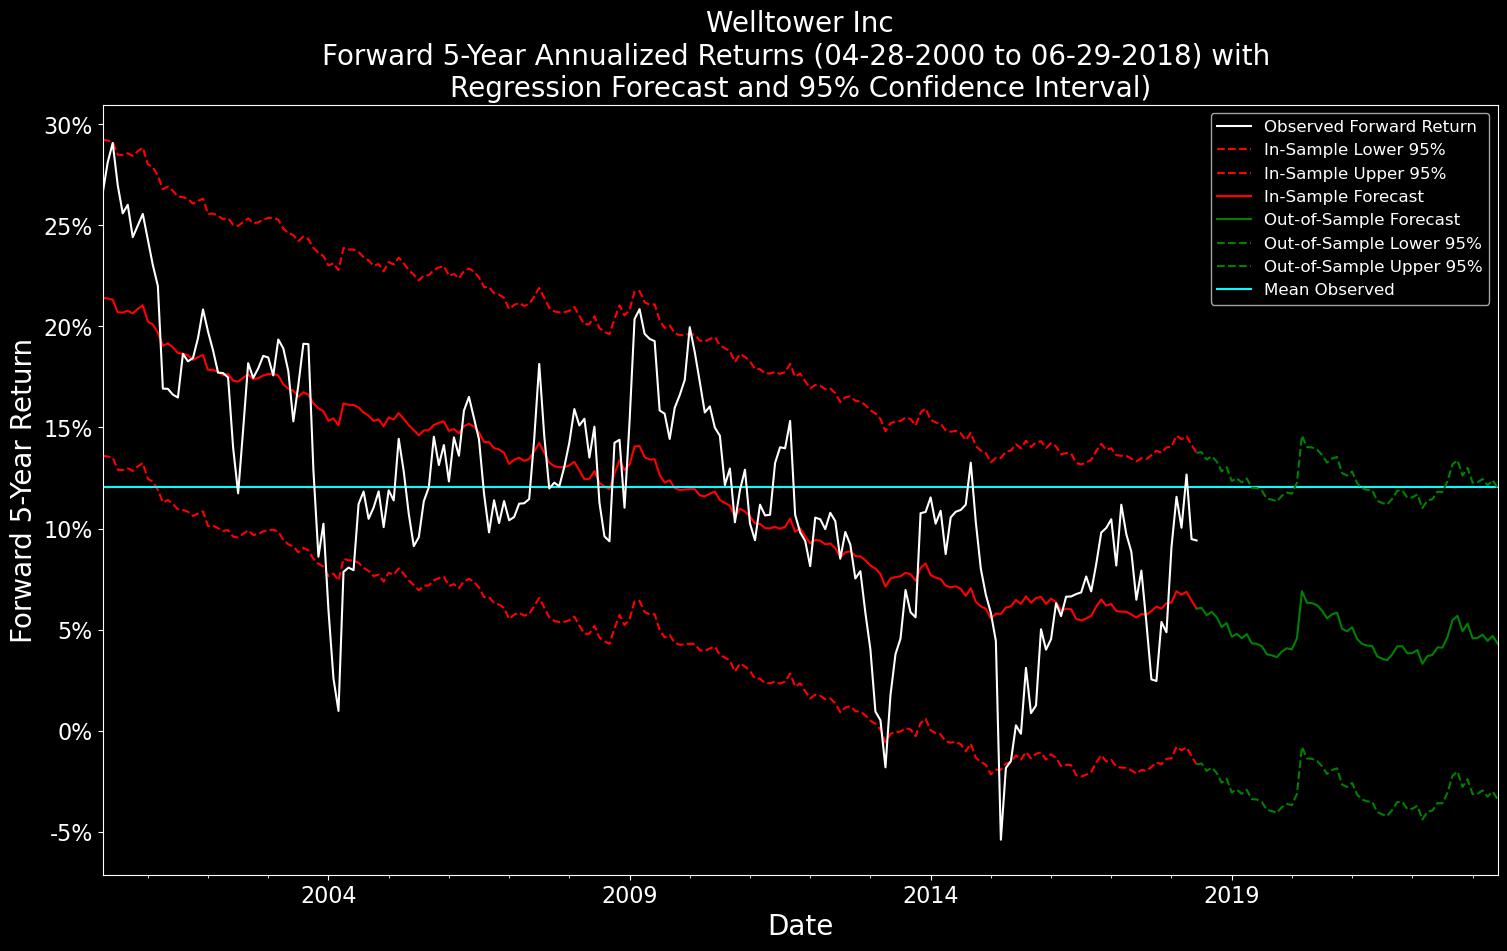 Welltower Inc
Forward 5-Year Annualized Returns (04-28-2000 to 06-29-2018) with
Regression Forecast and 95% Confidence Interval)
Observed Forward Return
In-Sample Lower 95%
In-Sample Upper 95%
In-Sample Forecast
Out-of-Sample Forecast
Out-of-Sample Lower 95%
Out-of-Sample Upper 95%
Mean Observed
Forward 5-Year Return
30%
25%
20%
15%
10%
5%
0%
-5%
2004
2009
2014
2019
Date